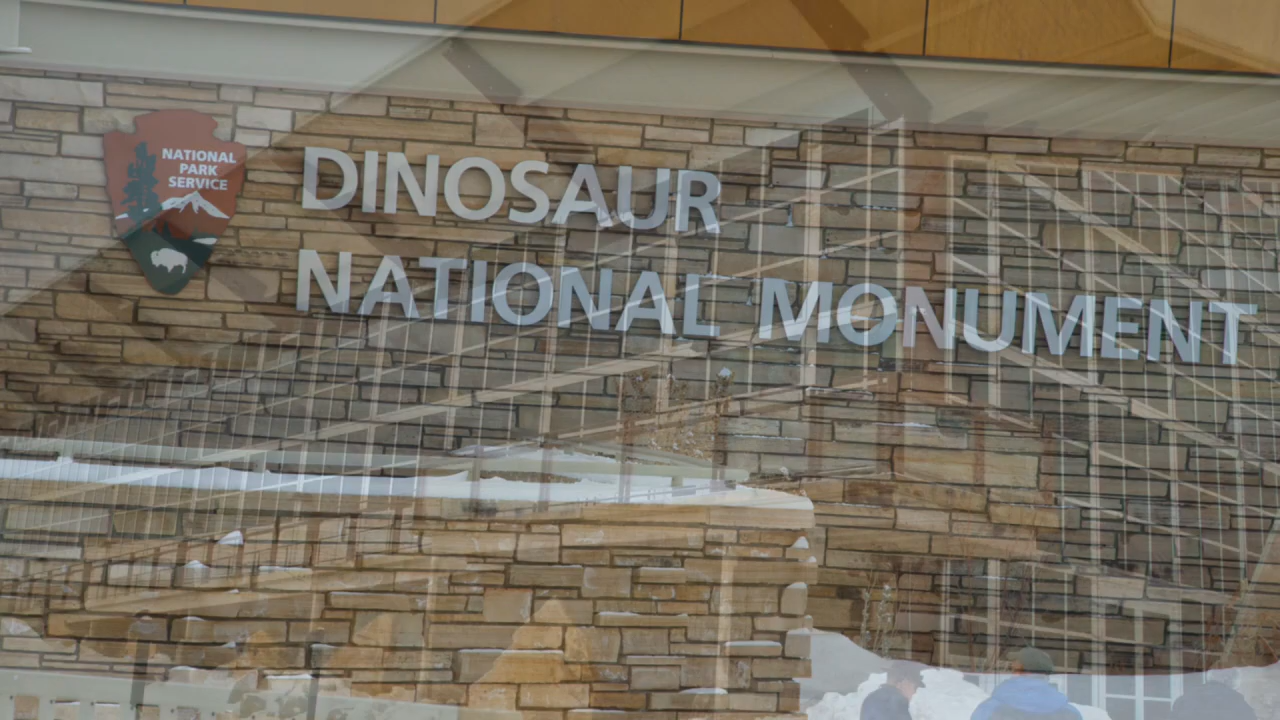 NATIONAL
PARK
SERVICE
DINOSAUR
NATIONAL MONUMENT